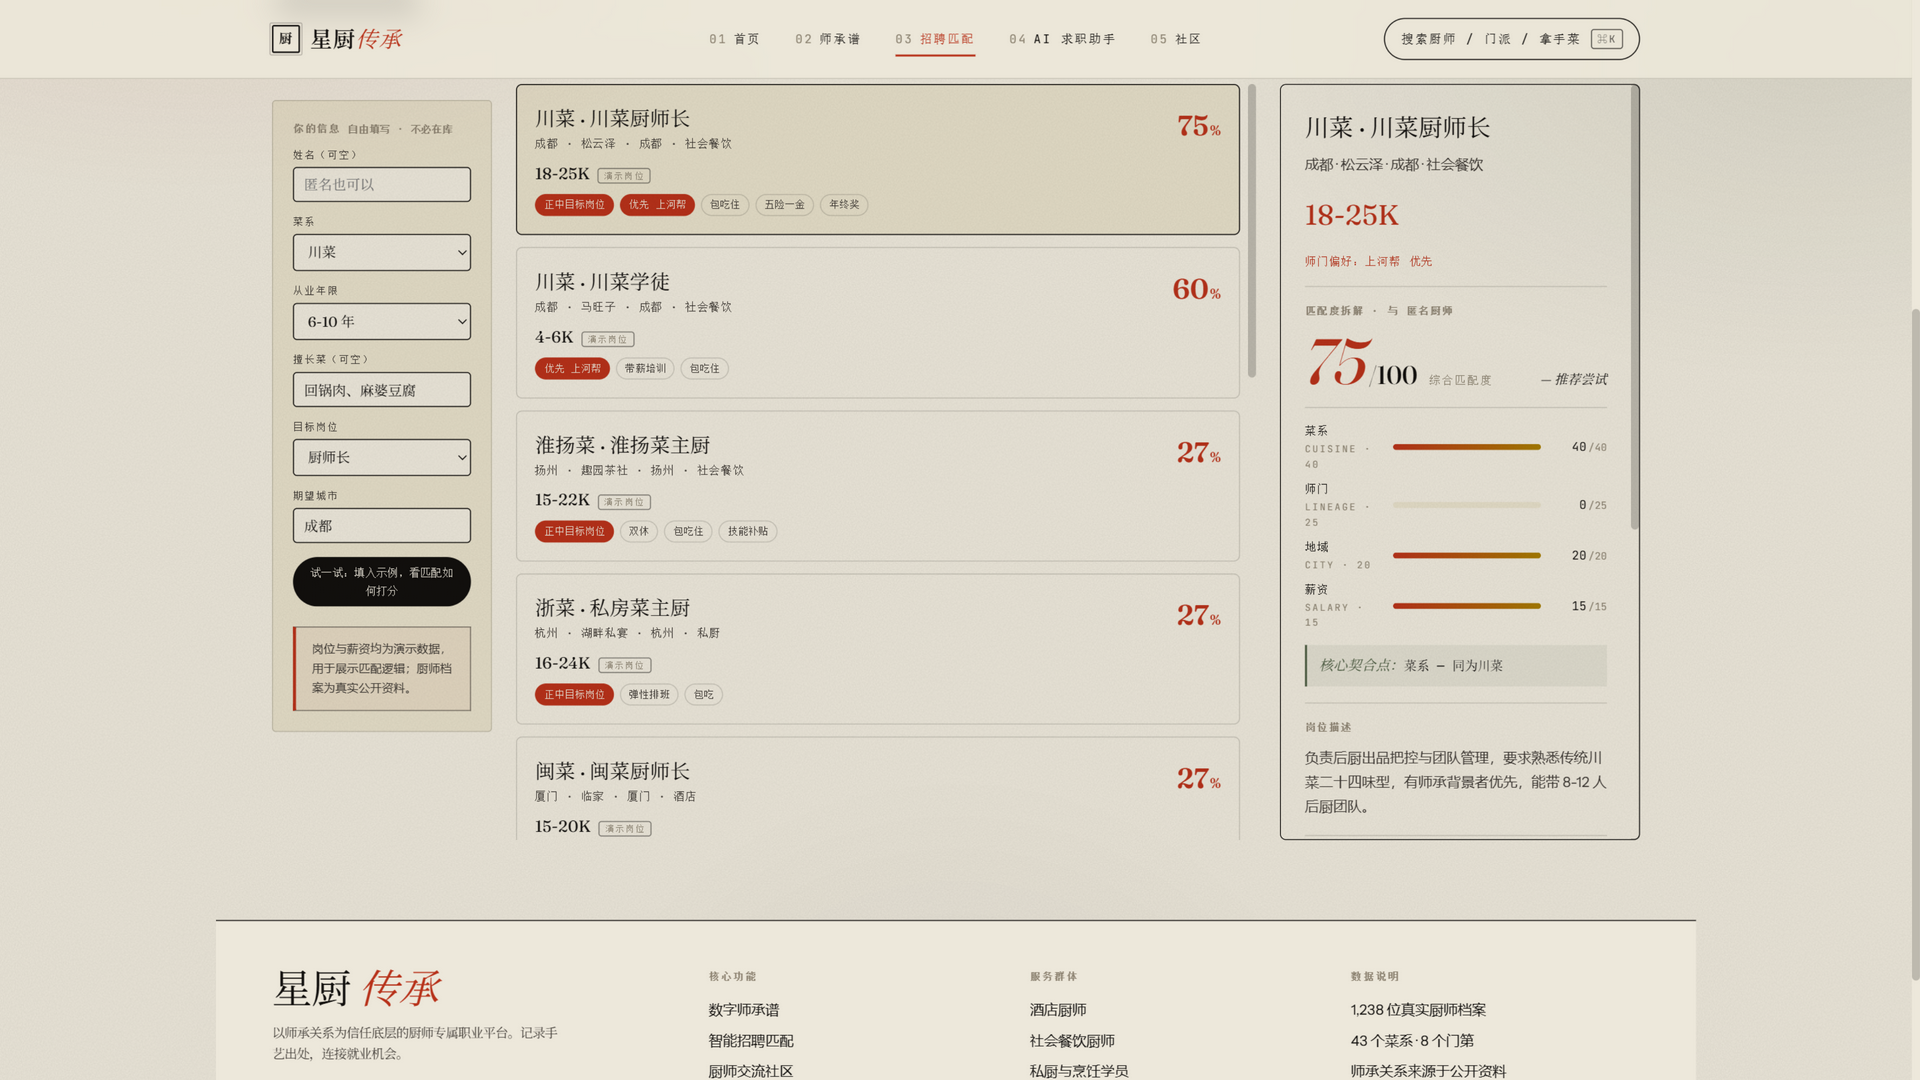 厨 星厨传承
01 首页
02 师承谱
03 招聘匹配
04 AI 求职助手
05 社区
搜索厨师 / 门派 / 拿手菜 ⌘K
你的信息 自由填写 · 不必在库
姓名（可空）
匿名也可以
菜系
川菜
从业年限
6-10 年
擅长菜（可空）
回锅肉、麻婆豆腐
目标岗位
厨师长
期望城市
成都
试一试：填入示例，看匹配如
何打分
岗位与薪资均为演示数据，
用于展示匹配逻辑；厨师档
案为真实公开资料。
川菜 · 川菜厨师长
75%
成都 · 松云泽 · 成都 · 社会餐饮
18-25K 演示岗位
正中目标岗位 优先 上河帮 包吃住 五险一金 年终奖
川菜 · 川菜学徒
60%
成都 · 马旺子 · 成都 · 社会餐饮
4-6K 演示岗位
优先 上河帮 带薪培训 包吃住
淮扬菜 · 淮扬菜主厨
27%
扬州 · 趣园茶社 · 扬州 · 社会餐饮
15-22K 演示岗位
正中目标岗位 双休 包吃住 技能补贴
浙菜 · 私房菜主厨
27%
杭州 · 湖畔私宴 · 杭州 · 私厨
16-24K 演示岗位
正中目标岗位 弹性排班 包吃
闽菜 · 闽菜厨师长
27%
厦门 · 临家 · 厦门 · 酒店
15-20K 演示岗位
川菜 · 川菜厨师长
成都·松云泽·成都·社会餐饮
18-25K
师门偏好：上河帮 优先
匹配度拆解 · 与 匿名厨师
75/100 综合匹配度 — 推荐尝试
菜系
CUISINE ·
40
40/40
师门
LINEAGE ·
25
0/25
地域
CITY · 20
20/20
薪资
SALARY ·
15
15/15
核心契合点：菜系 — 同为川菜
岗位描述
负责后厨出品把控与团队管理，要求熟悉传统川
菜二十四味型，有师承背景者优先，能带 8-12 人
后厨团队。
星厨 传承
以师承关系为信任底层的厨师专属职业平台。记录手
艺出处，连接就业机会。
核心功能
数字师承谱
智能招聘匹配
厨师交流社区
服务群体
酒店厨师
社会餐饮厨师
私厨与烹饪学员
数据说明
1,238 位真实厨师档案
43 个菜系·8 个门第
师承关系来源于公开资料